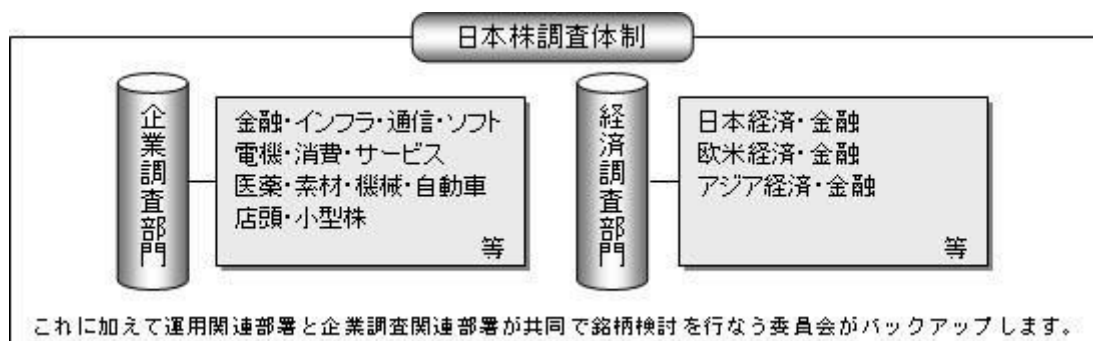 日本株調査体制
企業調査部門
金融・インフラ・通信・ソフト
電機・消費・サービス
医薬・素材・機械・自動車
店頭・小型株
等
経済調査部門
日本経済・金融
欧米経済・金融
アジア経済・金融
等
これに加えて運用関連部署と企業調査関連部署が共同で銘柄検討を行なう委員会がバックアップします。